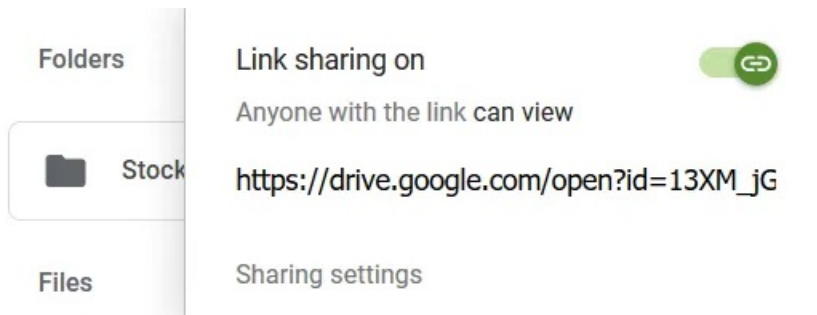 Folders
Stock
Files
Link sharing on
Anyone with the link can view
https://drive.google.com/open?id=13XM_jG
Sharing settings